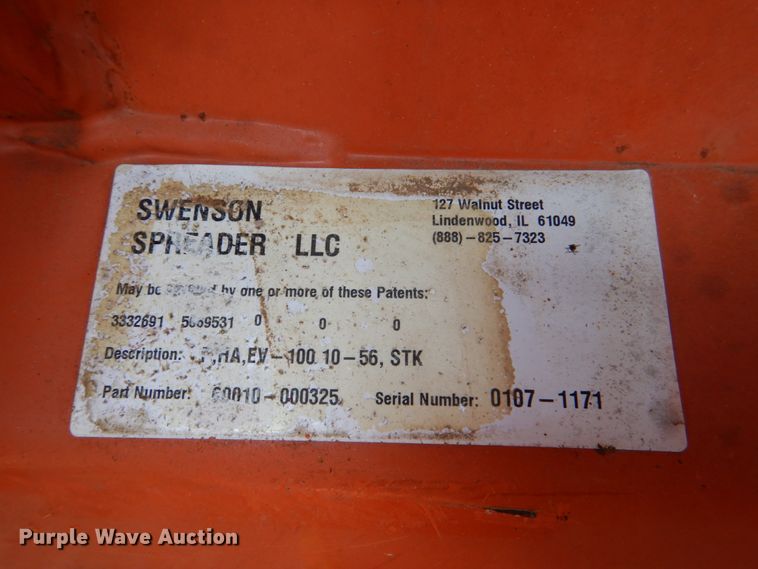 SWENSON
SPREADER LLC
127 Walnut Street
Lindenwood, IL 61049
(888)-825-7323
May be by one or more of these Patents:
3332691 0 0 0
Description: EV-100 10-56, STK
Part Number: Serial Number: 0107-1171
Purple Wave Auction